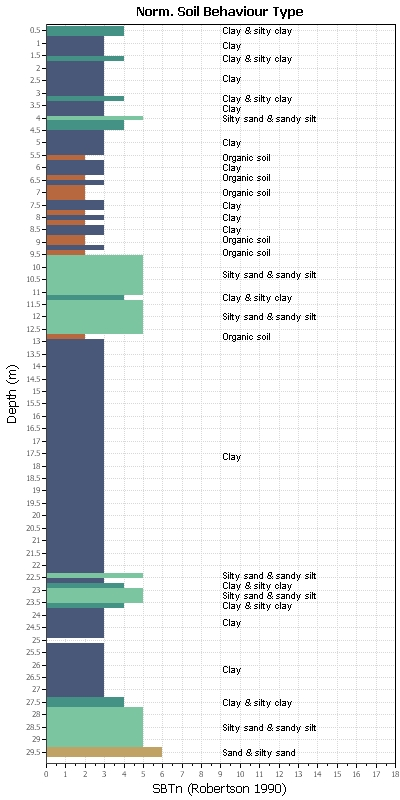 Norm. Soil Behaviour Type
0.5
1
1.5
2
2.5
3
3.5
4
4.5
5
5.5
6
6.5
7
7.5
8
8.5
9
9.5
10
10.5
11
11.5
12
12.5
13
13.5
14
14.5
15
15.5
16
16.5
17
17.5
18
18.5
19
19.5
20
20.5
21
21.5
22
22.5
23
23.5
24
24.5
25
25.5
26
26.5
27
27.5
28
28.5
29
29.5
Depth (m)
Clay & silty clay
Clay
Clay & silty clay
Clay
Clay & silty clay
Clay
Silty sand & sandy silt
Clay
Organic soil
Clay
Organic soil
Organic soil
Clay
Clay
Clay
Organic soil
Organic soil
Silty sand & sandy silt
Clay & silty clay
Silty sand & sandy silt
Organic soil
Clay
Silty sand & sandy silt
Clay & silty clay
Silty sand & sandy silt
Clay & silty clay
Clay
Clay
Clay & silty clay
Silty sand & sandy silt
Sand & silty sand
0 1 2 3 4 5 6 7 8 9 10 11 12 13 14 15 16 17 18
SBTn (Robertson 1990)